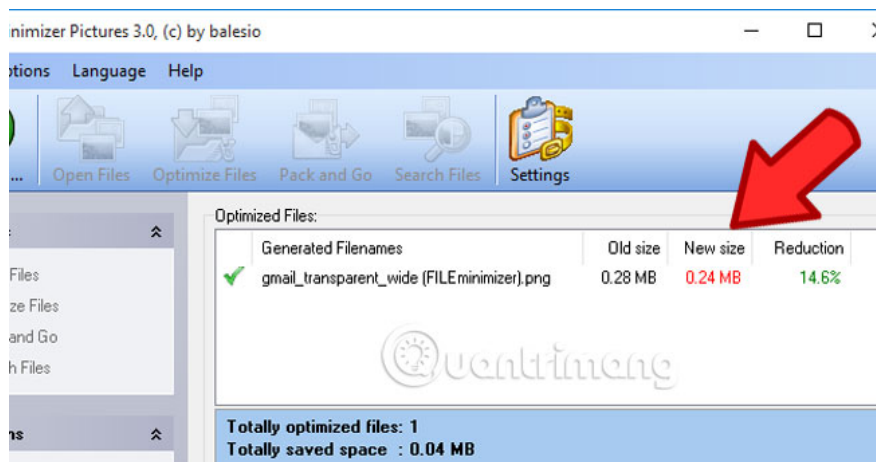 nimizer Pictures 3.0, (c) by balesio
ptions Language Help
... Open Files Optimize Files Pack and Go Search Files Settings
Optimized Files:
Generated Filenames Old size New size Reduction
gmail_transparent_wide (FILEminimizer).png 0.28 MB 0.24 MB 14.6%
Files
ze Files
and Go
h Files
Quantrimang
ns
Totally optimized files: 1
Totally saved space : 0.04 MB